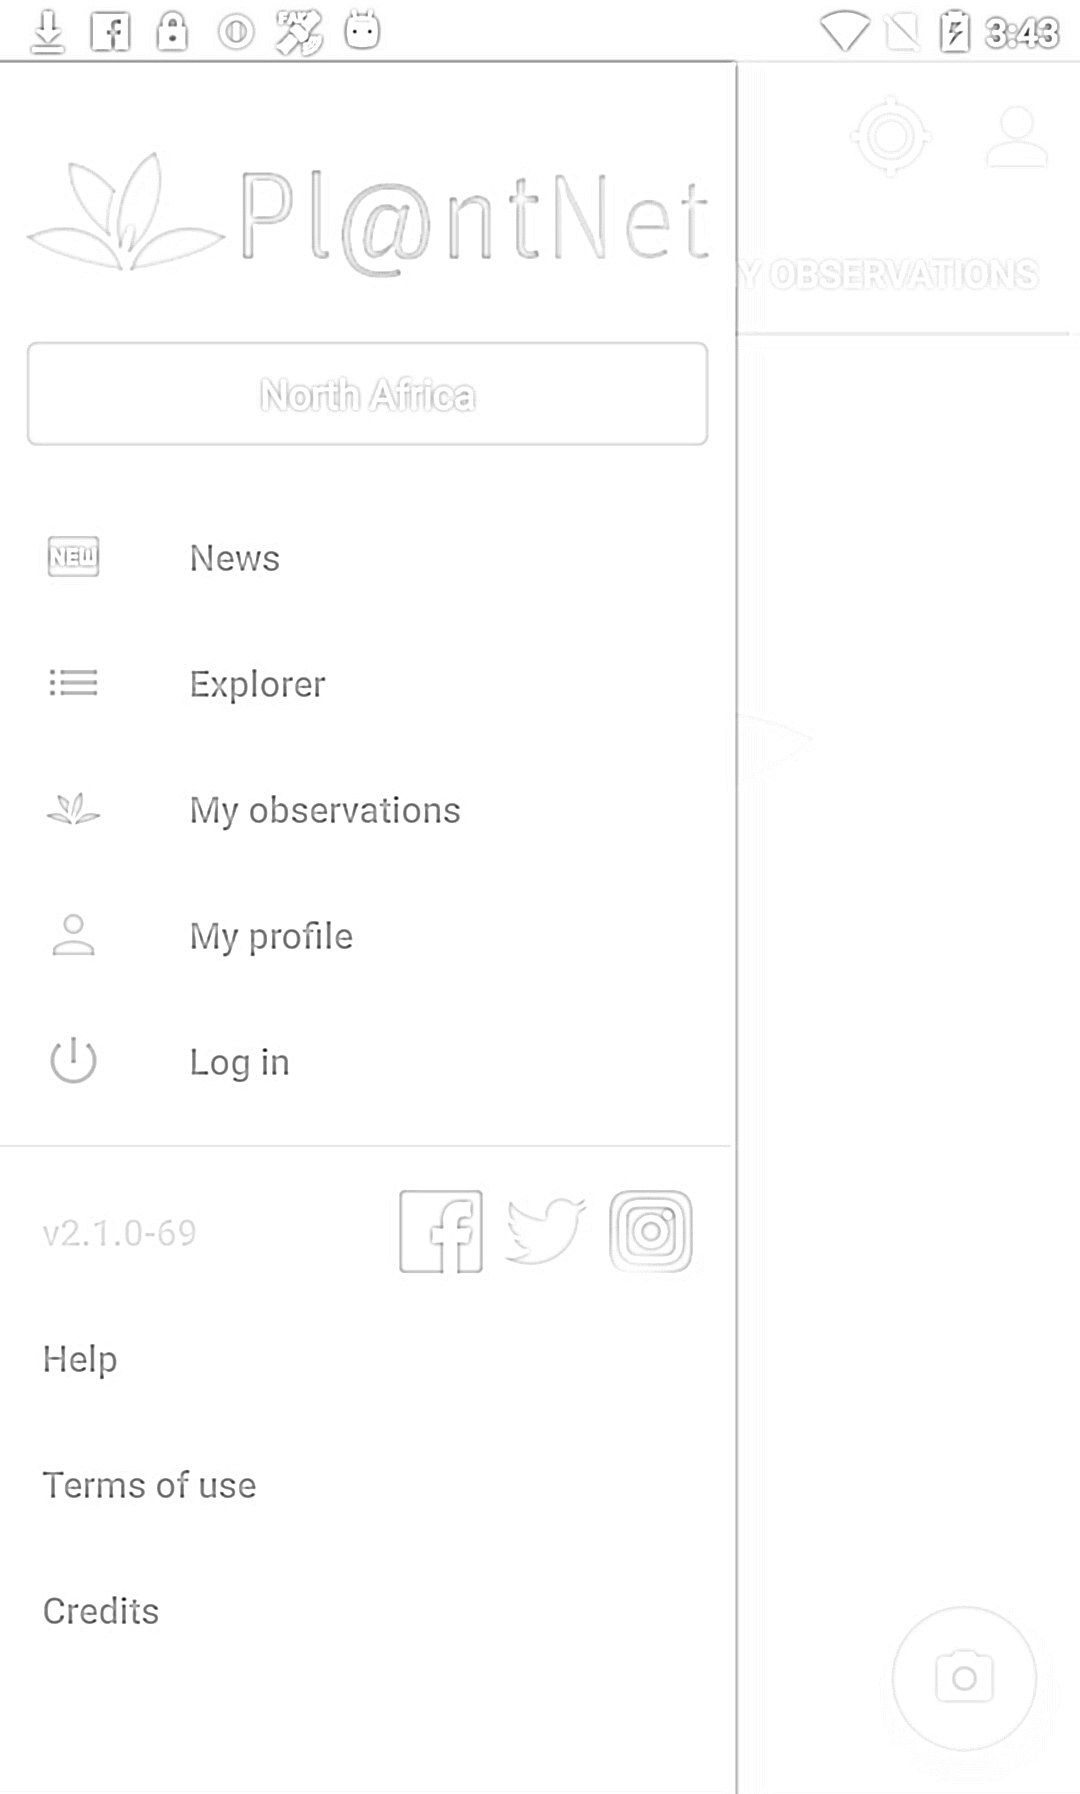 FAKE
3:43
Pl@ntNet
Y OBSERVATIONS
North Africa
NEW
News
Explorer
My observations
My profile
Log in
v2.1.0-69
Help
Terms of use
Credits